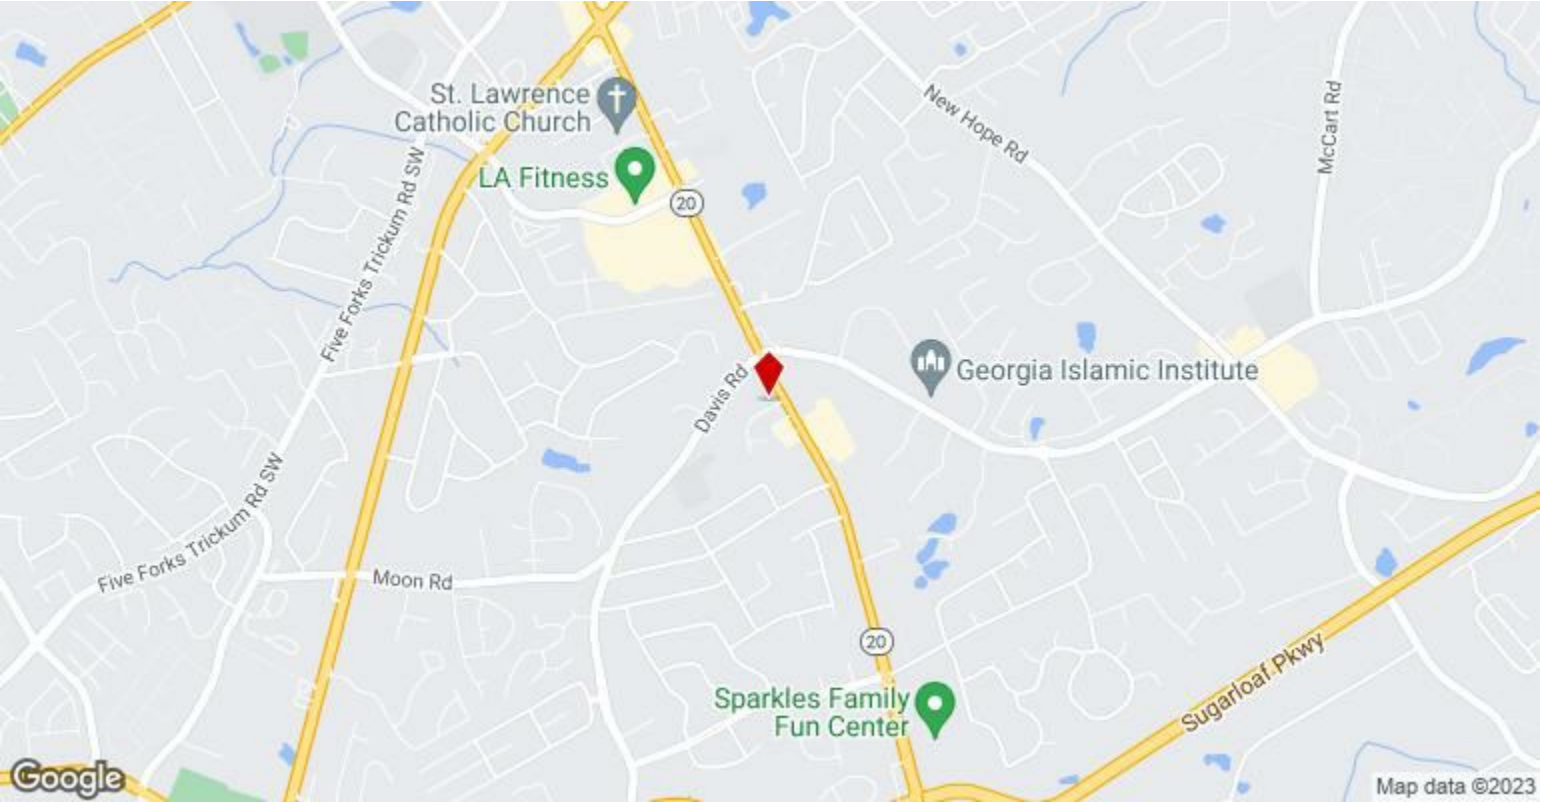 St. Lawrence
Catholic Church
LA Fitness
20
New Hope Rd
McCart Rd
Five Forks Trickum Rd SW
Davis Rd
Georgia Islamic Institute
Five Forks Trickum Rd SW
Moon Rd
20
Sparkles Family
Fun Center
Sugarloaf Pkwy
Google
Map data ©2023